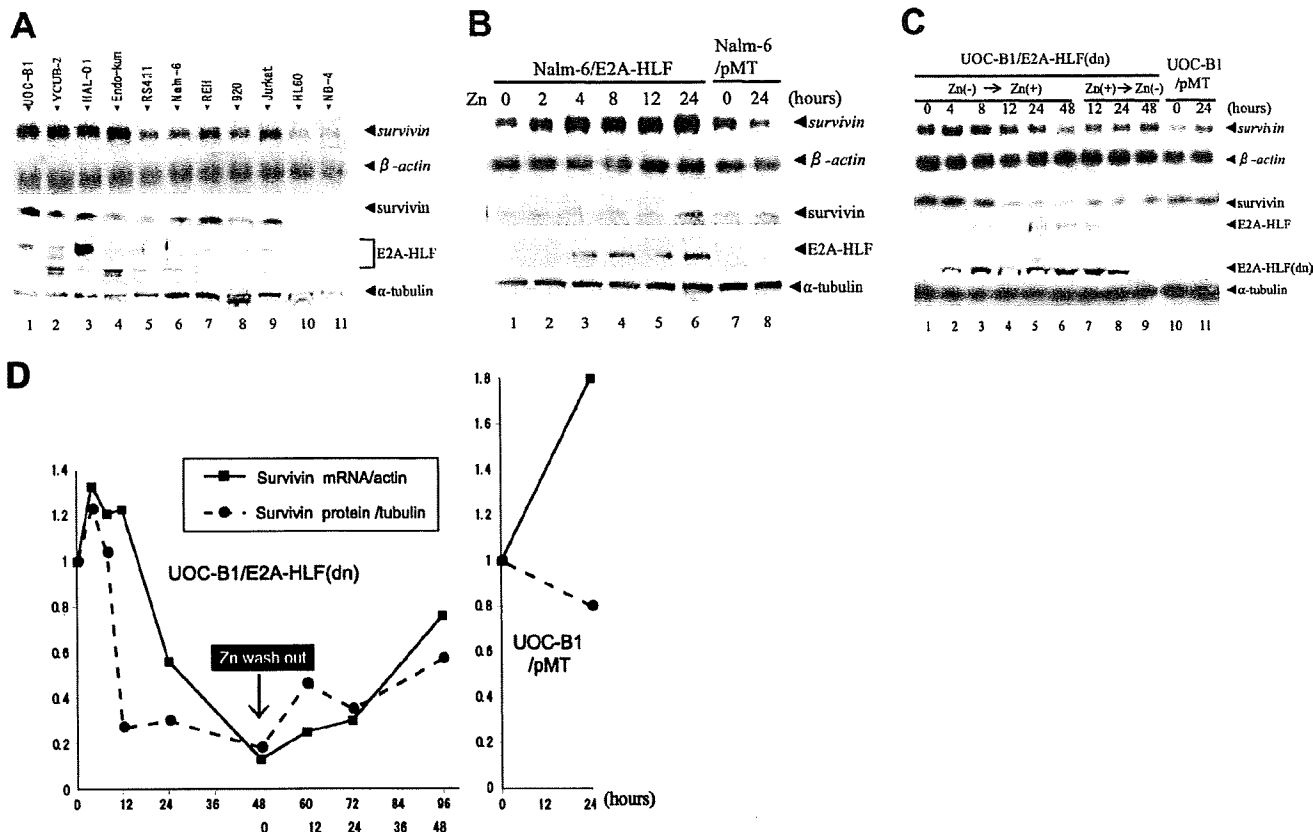 A
UOC-B1
YCUB-2
HAL-O1
Endo-kun
RS4;11
Nalm-6
REH
920
Jurkat
HL60
NB-4
survivin
β-actin
survivin
E2A-HLF
α-tubulin
1 2 3 4 5 6 7 8 9 10 11
B
Nalm-6/E2A-HLF
Nalm-6
/pMT
Zn 0 2 4 8 12 24 0 24 (hours)
survivin
β-actin
survivin
E2A-HLF
α-tubulin
1 2 3 4 5 6 7 8
C
UOC-B1/E2A-HLF(dn)
UOC-B1
/pMT
Zn(-) → Zn(+) Zn(+) → Zn(-)
0 4 8 12 24 48 12 24 48 0 24 (hours)
survivin
β-actin
survivin
E2A-HLF
E2A-HLF(dn)
α-tubulin
1 2 3 4 5 6 7 8 9 10 11
D
1.4
1.2
1
0.8
0.6
0.4
0.2
0
Survivin mRNA/actin
Survivin protein /tubulin
UOC-B1/E2A-HLF(dn)
Zn wash out
0 12 24 36 48 60 72 84 96
0 12 24 36 48
1.8
1.6
1.4
1.2
1
0.8
0.6
0.4
0.2
0
UOC-B1
/pMT
0 12 24 (hours)